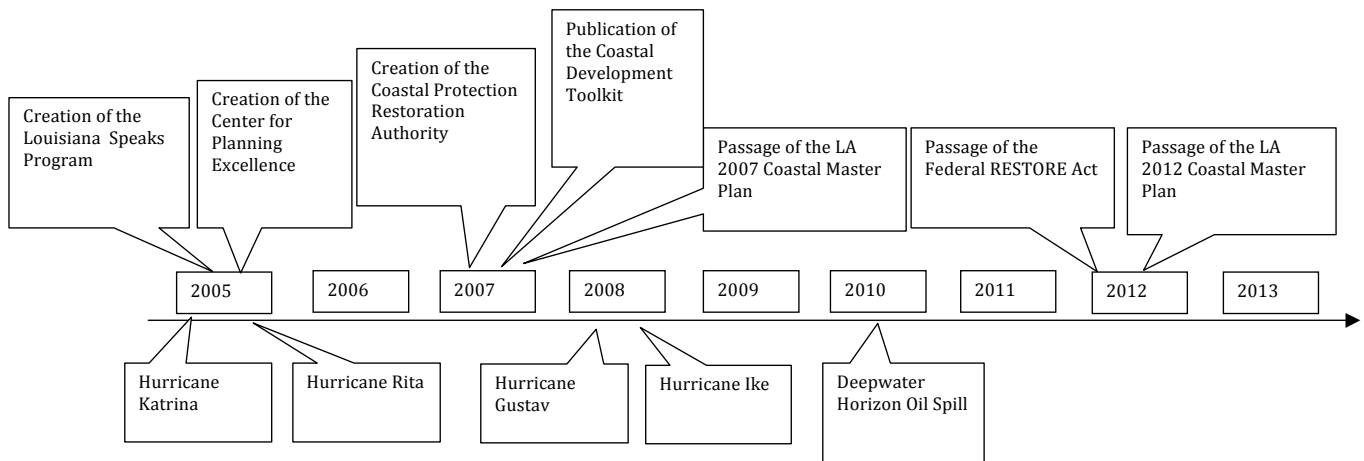 Creation of the
Louisiana Speaks
Program
Creation of the
Center for
Planning
Excellence
Creation of the
Coastal Protection
Restoration
Authority
Publication of
the Coastal
Development
Toolkit
Passage of the LA
2007 Coastal Master
Plan
Passage of the
Federal RESTORE Act
Passage of the LA
2012 Coastal Master
Plan
2005
2006
2007
2008
2009
2010
2011
2012
2013
Hurricane
Katrina
Hurricane Rita
Hurricane
Gustav
Hurricane Ike
Deepwater
Horizon Oil Spill